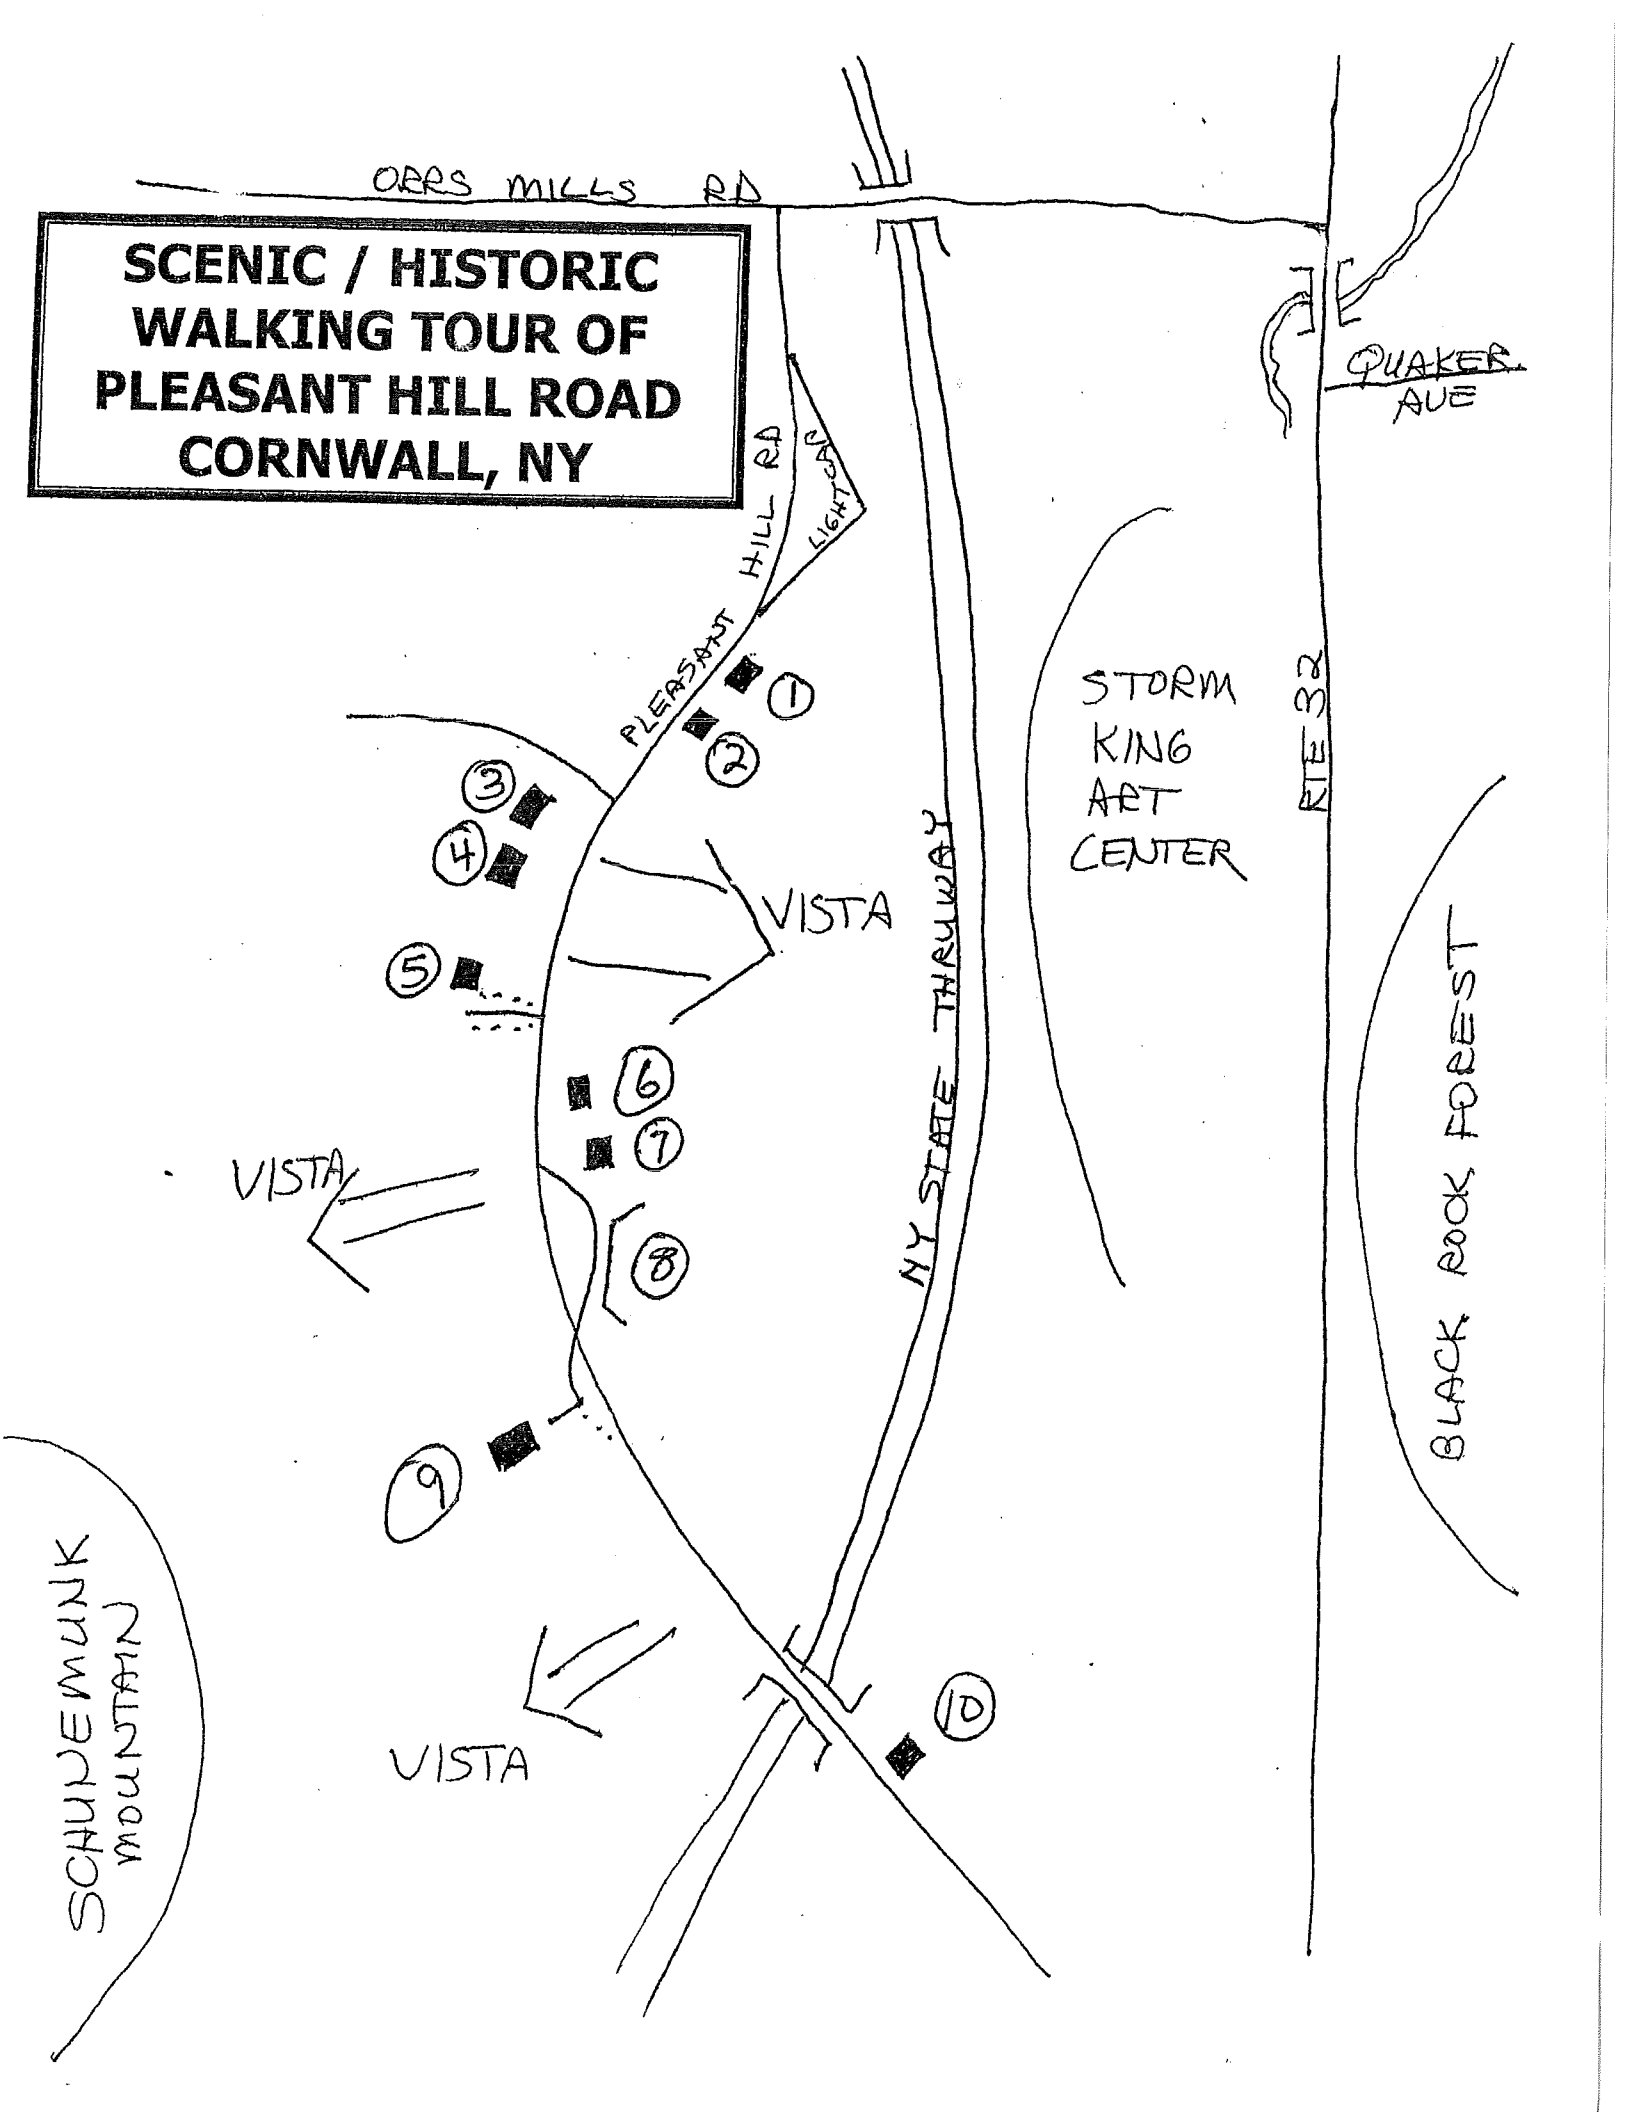 ORRS MILLS RD
SCENIC / HISTORIC
WALKING TOUR OF
PLEASANT HILL ROAD
CORNWALL, NY
QUAKER
AVE
PLEASANT HILL RD
LIGHTCAP
1
2
3
4
5
6
7
8
9
10
VISTA
VISTA
VISTA
NY STATE THRUWAY
STORM
KING
ART
CENTER
RTE 32
BLACK ROCK FOREST
SCHUNEMUNK
MOUNTAIN